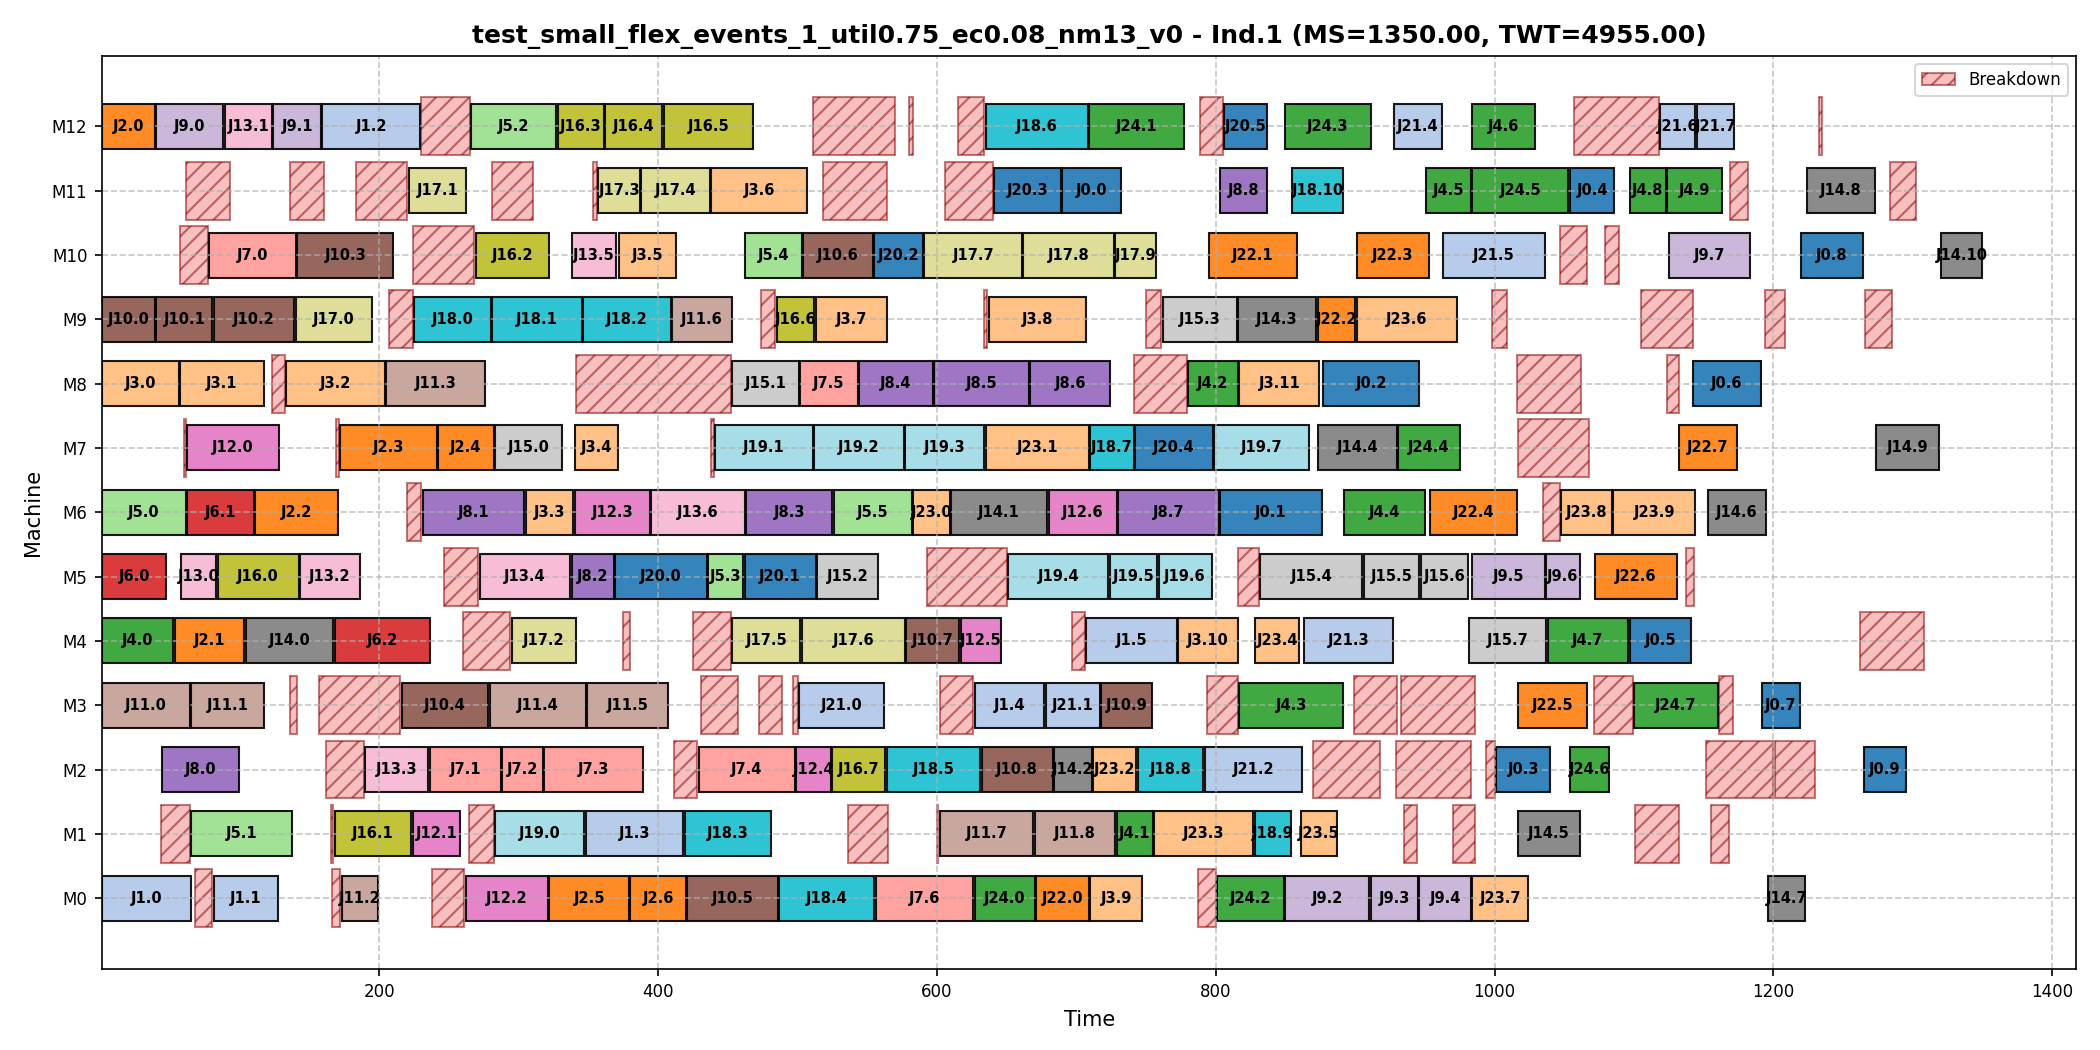 test_small_flex_events_1_util0.75_ec0.08_nm13_v0 - Ind.1 (MS=1350.00, TWT=4955.00)
Breakdown
M12 J2.0 J9.0 J13.1 J9.1 J1.2 J5.2 J16.3 J16.4 J16.5 J18.6 J24.1 J20.5 J24.3 J21.4 J4.6 J21.6 J21.7
M11 J17.1 J17.3 J17.4 J3.6 J20.3 J0.0 J8.8 J18.10 J4.5 J24.5 J0.4 J4.8 J4.9 J14.8
M10 J7.0 J10.3 J16.2 J13.5 J3.5 J5.4 J10.6 J20.2 J17.7 J17.8 J17.9 J22.1 J22.3 J21.5 J9.7 J0.8 J14.10
M9 J10.0 J10.1 J10.2 J17.0 J18.0 J18.1 J18.2 J11.6 J16.6 J3.7 J3.8 J15.3 J14.3 J22.2 J23.6
M8 J3.0 J3.1 J3.2 J11.3 J15.1 J7.5 J8.4 J8.5 J8.6 J4.2 J3.11 J0.2 J0.6
M7 J12.0 J2.3 J2.4 J15.0 J3.4 J19.1 J19.2 J19.3 J23.1 J18.7 J20.4 J19.7 J14.4 J24.4 J22.7 J14.9
M6 J5.0 J6.1 J2.2 J8.1 J3.3 J12.3 J13.6 J8.3 J5.5 J23.0 J14.1 J12.6 J8.7 J0.1 J4.4 J22.4 J23.8 J23.9 J14.6
M5 J6.0 J13.0 J16.0 J13.2 J13.4 J8.2 J20.0 J5.3 J20.1 J15.2 J19.4 J19.5 J19.6 J15.4 J15.5 J15.6 J9.5 J9.6 J22.6
M4 J4.0 J2.1 J14.0 J6.2 J17.2 J17.5 J17.6 J10.7 J12.5 J1.5 J3.10 J23.4 J21.3 J15.7 J4.7 J0.5
M3 J11.0 J11.1 J10.4 J11.4 J11.5 J21.0 J1.4 J21.1 J10.9 J4.3 J22.5 J24.7 J0.7
M2 J8.0 J13.3 J7.1 J7.2 J7.3 J7.4 J12.4 J16.7 J18.5 J10.8 J14.2 J23.2 J18.8 J21.2 J0.3 J24.6 J0.9
M1 J5.1 J16.1 J12.1 J19.0 J1.3 J18.3 J11.7 J11.8 J4.1 J23.3 J18.9 J23.5 J14.5
M0 J1.0 J1.1 J11.2 J12.2 J2.5 J2.6 J10.5 J18.4 J7.6 J24.0 J22.0 J3.9 J24.2 J9.2 J9.3 J9.4 J23.7 J14.7
Machine
200 400 600 800 1000 1200 1400
Time